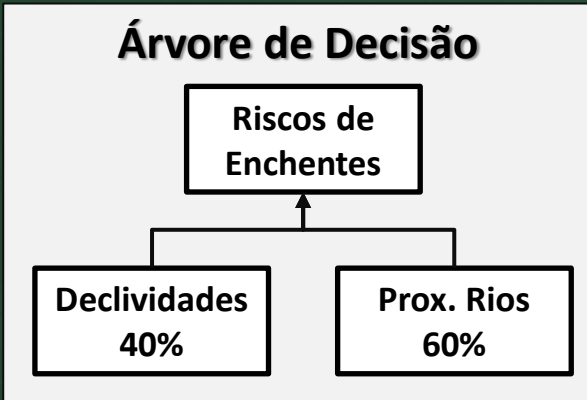 Árvore de Decisão
Riscos de
Enchentes
Declividades
40%
Prox. Rios
60%